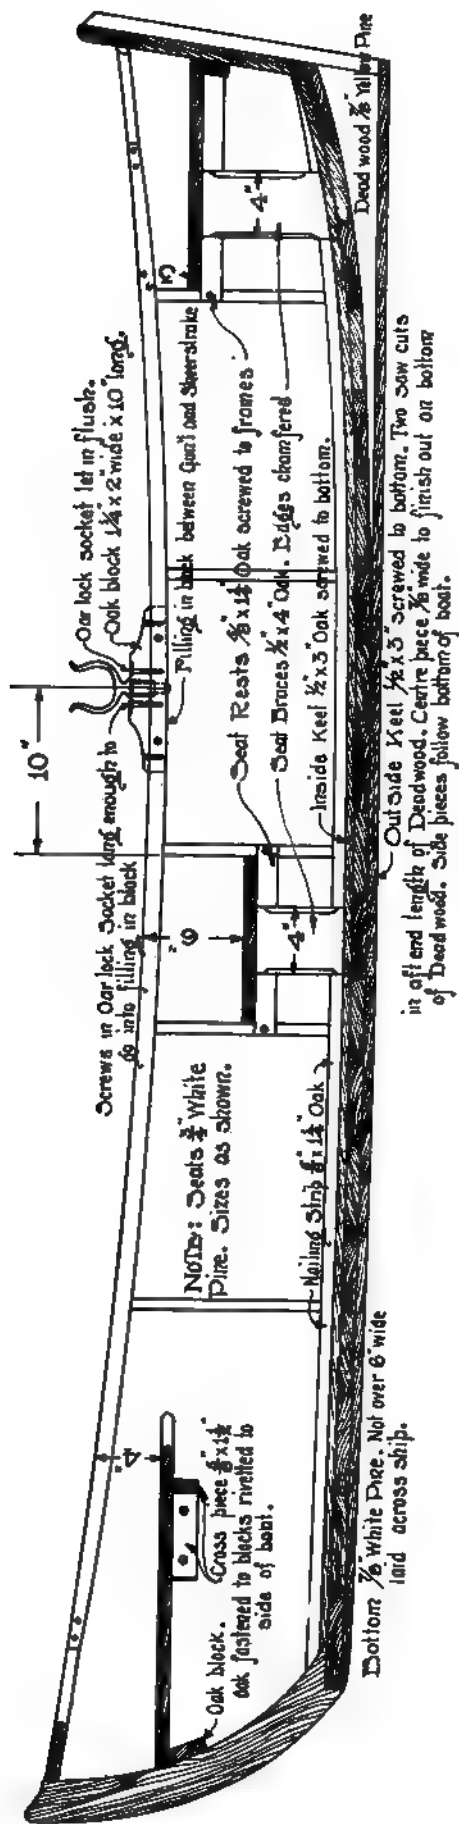 10"
Oar lock socket let in flush.
Oak block 1¼" x 2" wide x 10" long.
Screws in Oar lock Socket long enough to
go into filling in block
Filling in block between Gun'l and Sheerstrake
4"
9"
NOTE: Seats ¾" White
Pine. Sizes as shown.
Oak block.
Cross piece ⅝" x 1½"
oak fastened to blocks rivetted to
side of boat.
Seat Rests ⅝" x 1½" Oak screwed to frames
Seat Braces ½" x 4" Oak. Edges chamfered
4"
4"
Inside Keel ½" x 3" Oak screwed to bottom.
Nailing Strip ⅝" x 1½" Oak
Bottom ⅞" White Pine. Not over 6" wide
laid across ship.
Outside Keel ½" x 3" screwed to bottom. Two saw cuts
in aft end length of Deadwood. Centre piece ⅞" wide to finish out on bottom
of Deadwood. Side pieces follow bottom of boat.
Dead wood ⅞" Yellow Pine